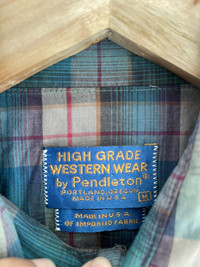 HIGH GRADE
WESTERN WEAR
by Pendleton®
PORTLAND, OREGON
MADE IN U S A
M
MADE IN U S A
OF IMPORTED FABRIC